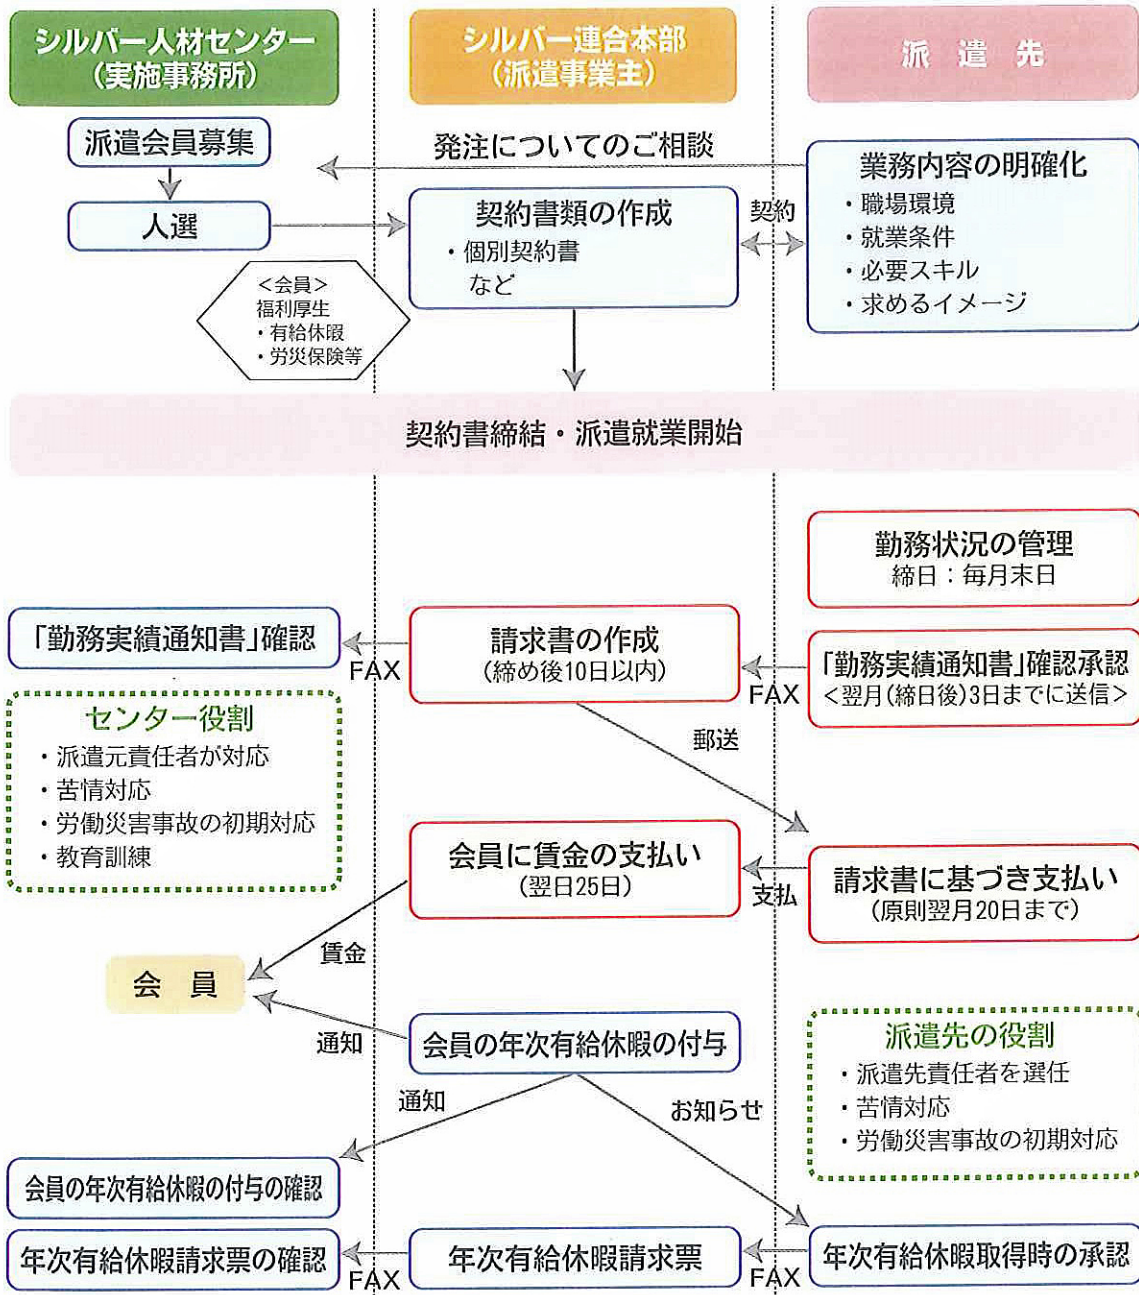 シルバー人材センター
（実施事務所）
シルバー連合本部
（派遣事業主）
派 遣 先
派遣会員募集
発注についてのご相談
業務内容の明確化
・職場環境
・就業条件
・必要スキル
・求めるイメージ
人選
契約書類の作成
・個別契約書
など
契約
＜会員＞
福利厚生
・有給休暇
・労災保険等
契約書締結・派遣就業開始
勤務状況の管理
締日：毎月末日
「勤務実績通知書」確認
FAX
請求書の作成
（締め後10日以内）
FAX
「勤務実績通知書」確認承認
＜翌月（締日後）3日までに送信＞
センター役割
・派遣元責任者が対応
・苦情対応
・労働災害事故の初期対応
・教育訓練
郵送
会員に賃金の支払い
（翌日25日）
支払
請求書に基づき支払い
（原則翌月20日まで）
賃金
会 員
通知
会員の年次有給休暇の付与
派遣先の役割
・派遣先責任者を選任
・苦情対応
・労働災害事故の初期対応
通知
お知らせ
会員の年次有給休暇の付与の確認
年次有給休暇請求票の確認
FAX
年次有給休暇請求票
FAX
年次有給休暇取得時の承認